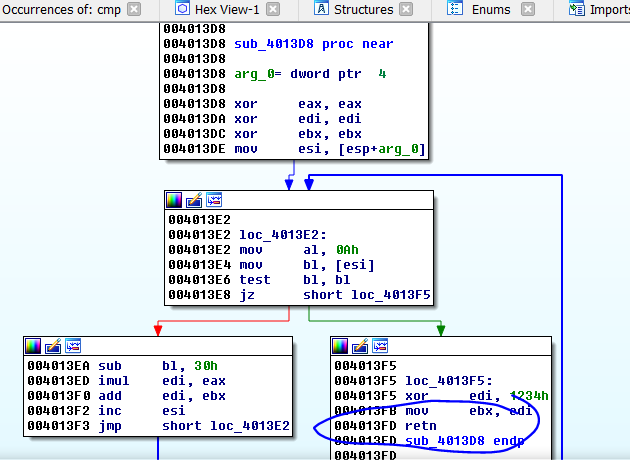 Occurrences of: cmp Hex View-1 Structures Enums Imports
004013D8
004013D8 sub_4013D8 proc near
004013D8
004013D8 arg_0= dword ptr 4
004013D8
004013D8 xor eax, eax
004013DA xor edi, edi
004013DC xor ebx, ebx
004013DE mov esi, [esp+arg_0]
004013E2
004013E2 loc_4013E2:
004013E2 mov al, 0Ah
004013E4 mov bl, [esi]
004013E6 test bl, bl
004013E8 jz short loc_4013F5
004013EA sub bl, 30h
004013ED imul edi, eax
004013F0 add edi, ebx
004013F2 inc esi
004013F3 jmp short loc_4013E2
004013F5
004013F5 loc_4013F5:
004013F5 xor edi, 1234h
004013FB mov ebx, edi
004013FD retn
004013FD sub_4013D8 endp
004013FD